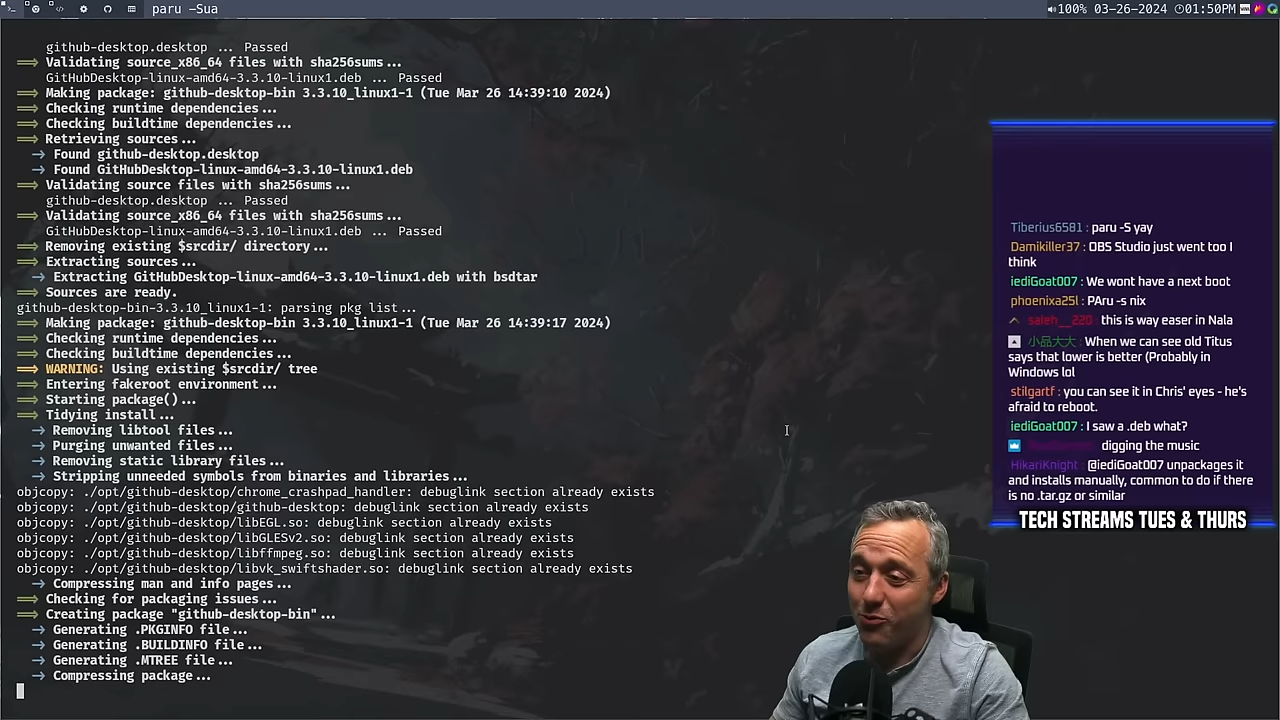 paru -Sua
100% 03-26-2024 01:50PM
github-desktop.desktop ... Passed
==> Validating source_x86_64 files with sha256sums...
GitHubDesktop-linux-amd64-3.3.10-linux1.deb ... Passed
==> Making package: github-desktop-bin 3.3.10_linux1-1 (Tue Mar 26 14:39:10 2024)
==> Checking runtime dependencies...
==> Checking buildtime dependencies...
==> Retrieving sources...
-> Found github-desktop.desktop
-> Found GitHubDesktop-linux-amd64-3.3.10-linux1.deb
==> Validating source files with sha256sums...
github-desktop.desktop ... Passed
==> Validating source_x86_64 files with sha256sums...
GitHubDesktop-linux-amd64-3.3.10-linux1.deb ... Passed
==> Removing existing $srcdir/ directory...
==> Extracting sources...
-> Extracting GitHubDesktop-linux-amd64-3.3.10-linux1.deb with bsdtar
==> Sources are ready.
github-desktop-bin-3.3.10_linux1-1: parsing pkg list...
==> Making package: github-desktop-bin 3.3.10_linux1-1 (Tue Mar 26 14:39:17 2024)
==> Checking runtime dependencies...
==> Checking buildtime dependencies...
==> WARNING: Using existing $srcdir/ tree
==> Entering fakeroot environment...
==> Starting package()...
==> Tidying install...
-> Removing libtool files...
-> Purging unwanted files...
-> Removing static library files...
-> Stripping unneeded symbols from binaries and libraries...
objcopy: ./opt/github-desktop/chrome_crashpad_handler: debuglink section already exists
objcopy: ./opt/github-desktop/github-desktop: debuglink section already exists
objcopy: ./opt/github-desktop/libEGL.so: debuglink section already exists
objcopy: ./opt/github-desktop/libGLESv2.so: debuglink section already exists
objcopy: ./opt/github-desktop/libffmpeg.so: debuglink section already exists
objcopy: ./opt/github-desktop/libvk_swiftshader.so: debuglink section already exists
-> Compressing man and info pages...
==> Checking for packaging issues...
==> Creating package "github-desktop-bin"...
-> Generating .PKGINFO file...
-> Generating .BUILDINFO file...
-> Generating .MTREE file...
-> Compressing package...
Tiberius6581 : paru -S yay
Damikiller37 : OBS Studio just went too I
think
iediGoat007 : We wont have a next boot
phoenixa25l : PAru -s nix
saleh__220 this is way easer in Nala
小品大大 : When we can see old Titus
says that lower is better (Probably in
Windows lol
stilgartf : you can see it in Chris' eyes - he's
afraid to reboot.
iediGoat007 : I saw a .deb what?
digging the music
HikariKnight : @iediGoat007 unpackages it
and installs manually, common to do if there
is no .tar.gz or similar
TECH STREAMS TUES & THURS